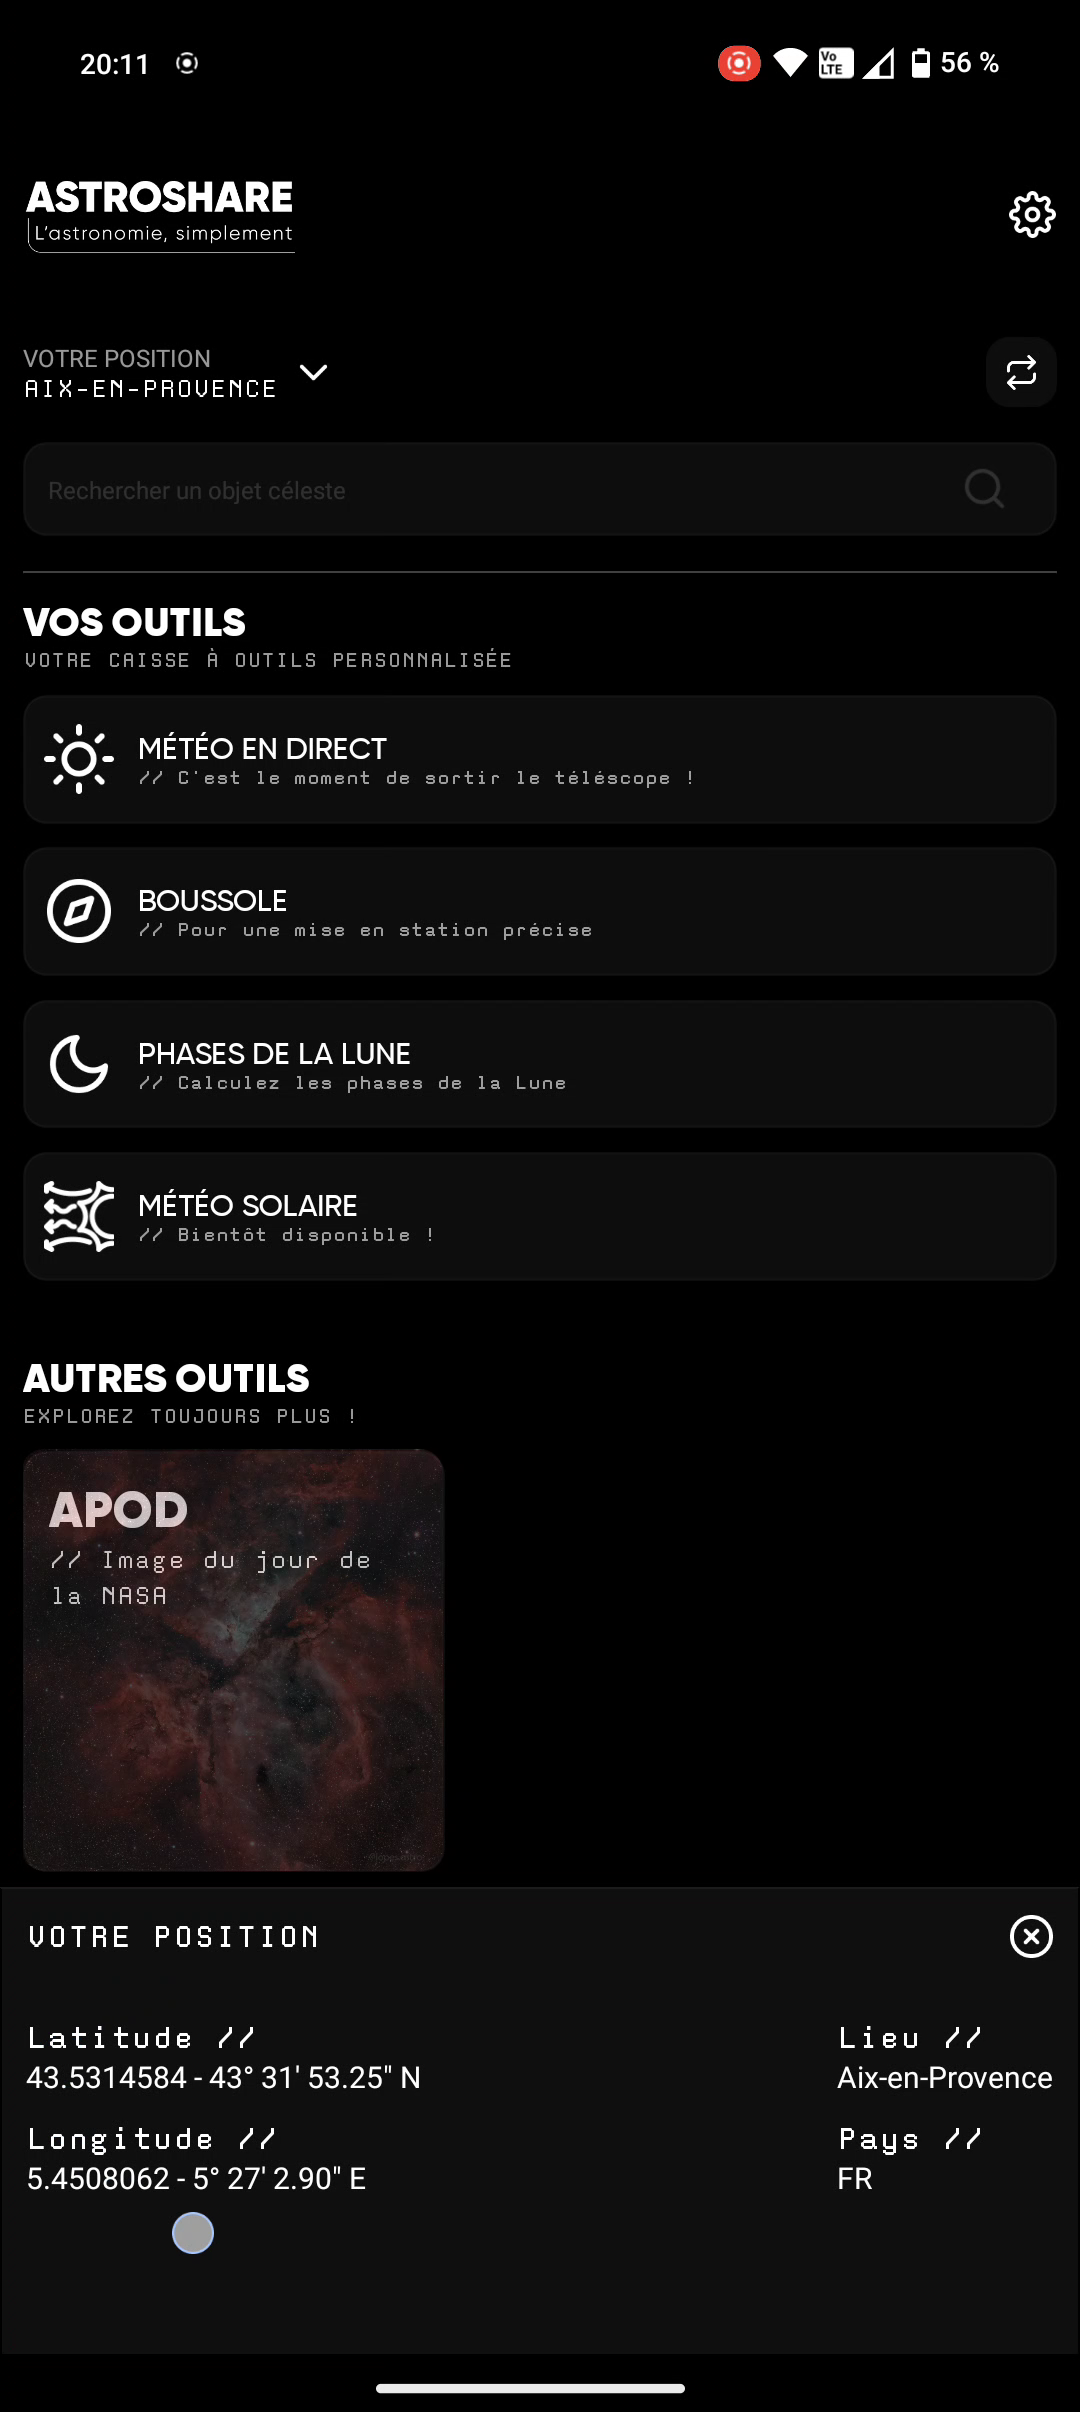 20:11
Vo LTE
56 %
ASTROSHARE
L'astronomie, simplement
VOTRE POSITION
AIX-EN-PROVENCE
Rechercher un objet céleste
VOS OUTILS
VOTRE CAISSE À OUTILS PERSONNALISÉE
MÉTÉO EN DIRECT
// C'est le moment de sortir le téléscope !
BOUSSOLE
// Pour une mise en station précise
PHASES DE LA LUNE
// Calculez les phases de la Lune
MÉTÉO SOLAIRE
// Bientôt disponible !
AUTRES OUTILS
EXPLOREZ TOUJOURS PLUS !
APOD
// Image du jour de
la NASA
VOTRE POSITION
Latitude //
43.5314584 - 43° 31' 53.25" N
Lieu //
Aix-en-Provence
Longitude //
5.4508062 - 5° 27' 2.90" E
Pays //
FR